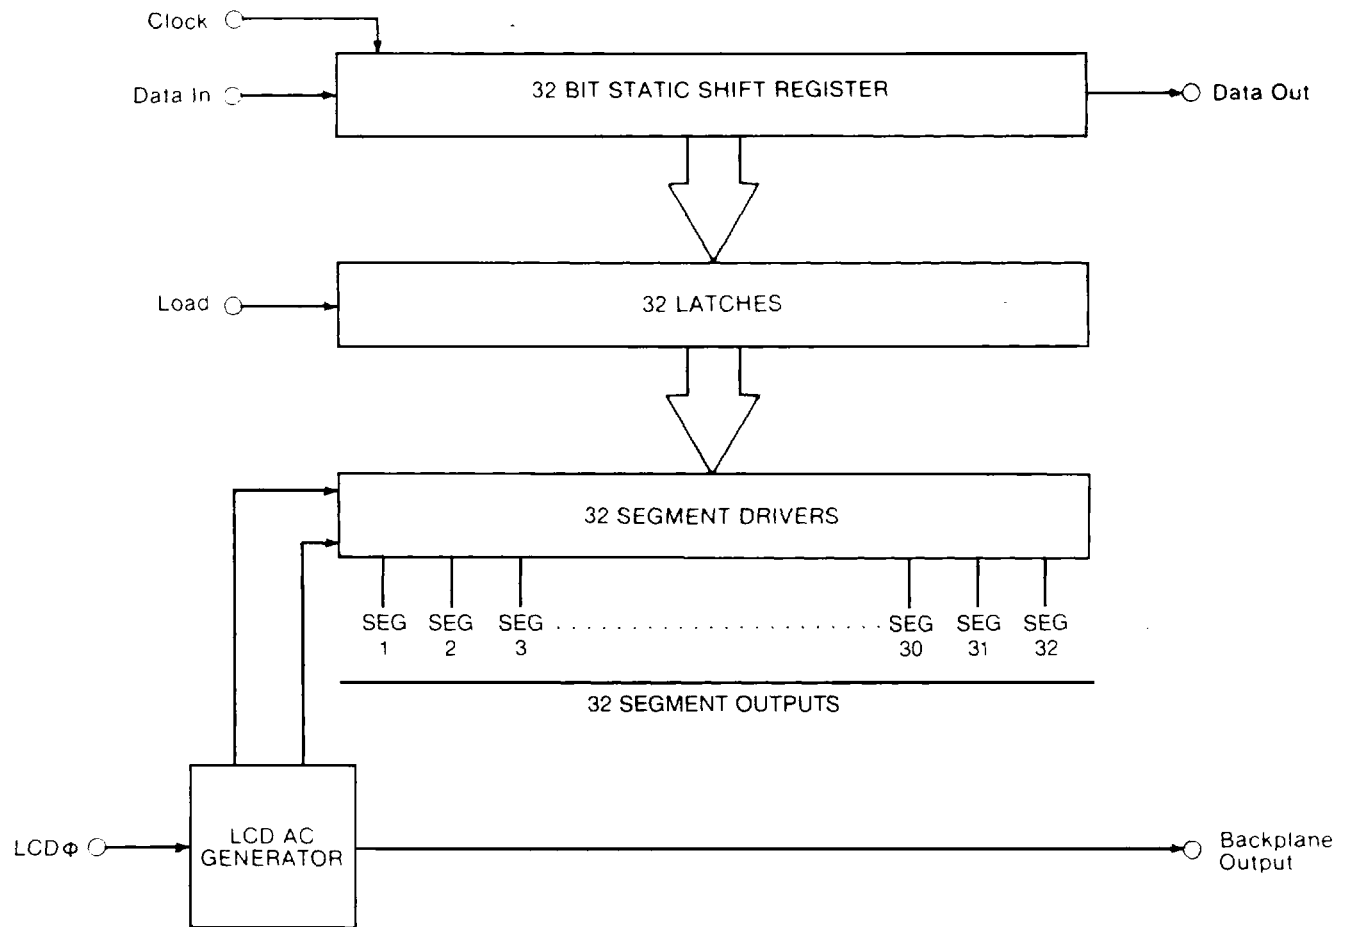 Clock
Data In
32 BIT STATIC SHIFT REGISTER
Data Out
Load
32 LATCHES
32 SEGMENT DRIVERS
SEG 1
SEG 2
SEG 3
SEG 30
SEG 31
SEG 32
32 SEGMENT OUTPUTS
LCDΦ
LCD AC
GENERATOR
Backplane
Output